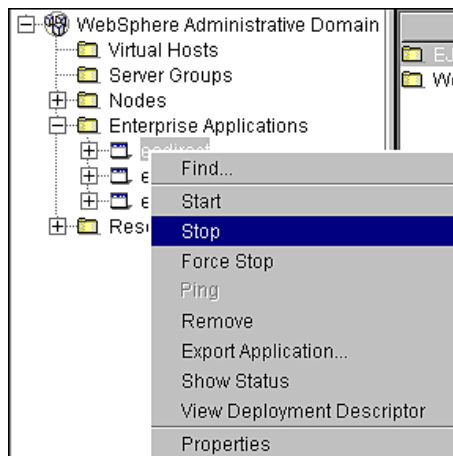 WebSphere Administrative Domain
Virtual Hosts
Server Groups
Nodes
Enterprise Applications
Find...
Start
Stop
Force Stop
Ping
Remove
Export Application...
Show Status
View Deployment Descriptor
Properties